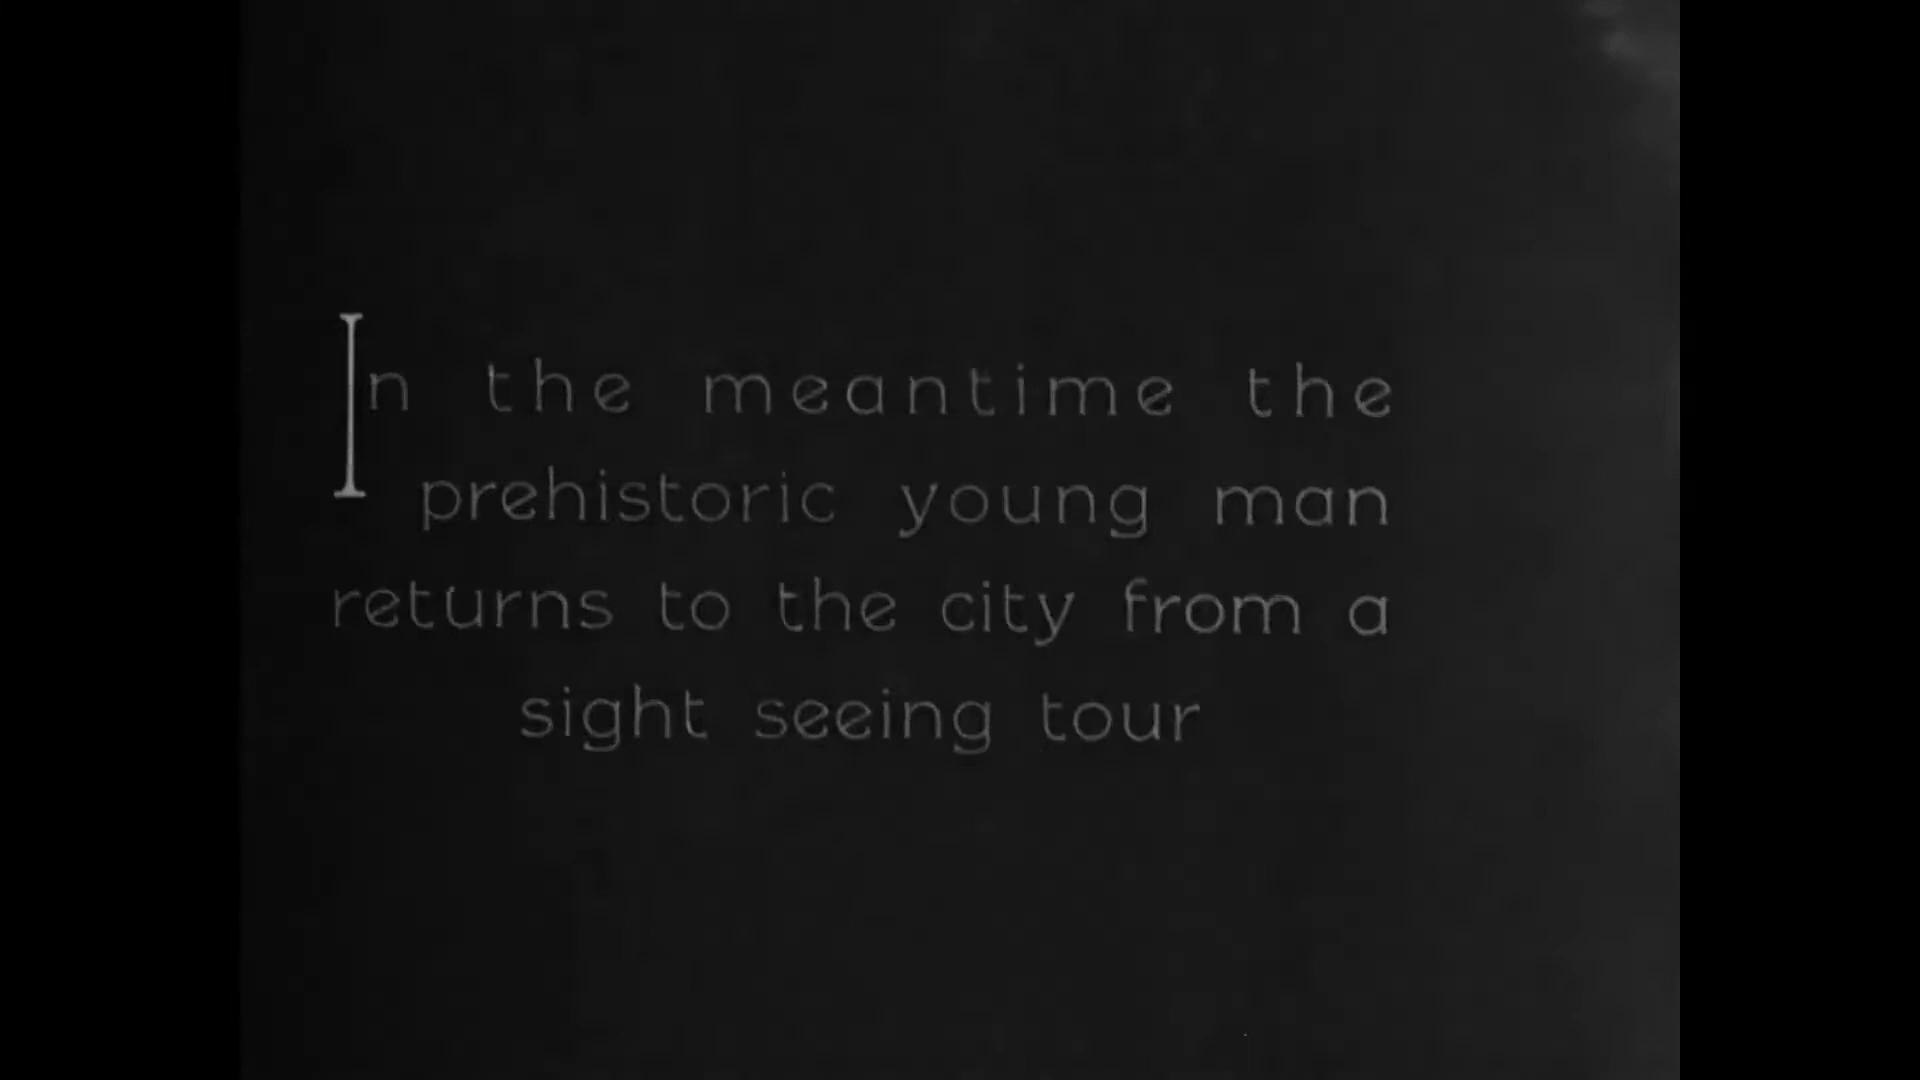 In the meantime the
prehistoric young man
returns to the city from a
sight seeing tour